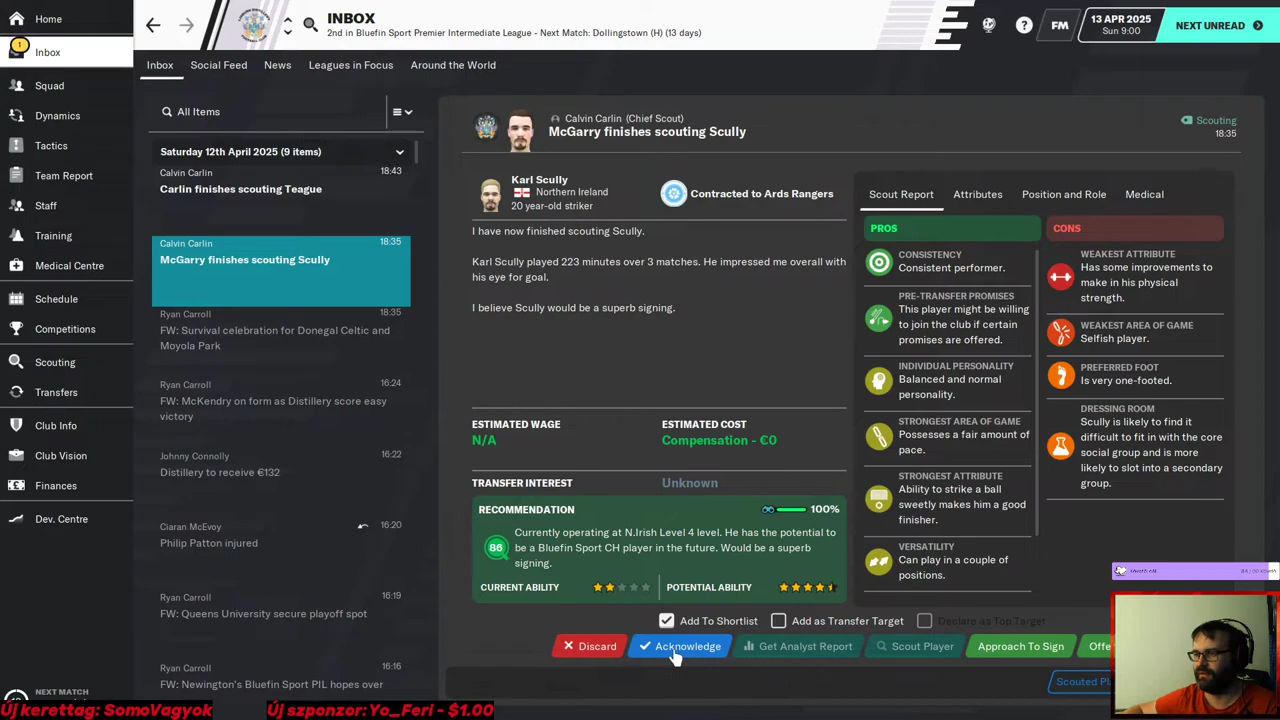 Home
INBOX
2nd in Bluefin Sport Premier Intermediate League - Next Match: Dollingstown (H) (13 days)
FM
13 APR 2025
Sun 9:00
NEXT UNREAD
1
Inbox
Inbox
Social Feed
News
Leagues in Focus
Around the World
Squad
Dynamics
Tactics
Team Report
Staff
Training
Medical Centre
Schedule
Competitions
Scouting
Transfers
Club Info
Club Vision
Finances
Dev. Centre
NEXT MATCH
All Items
Saturday 12th April 2025 (9 items)
Calvin Carlin 18:43
Carlin finishes scouting Teague
Calvin Carlin 18:35
McGarry finishes scouting Scully
Ryan Carroll 18:35
FW: Survival celebration for Donegal Celtic and
Moyola Park
Ryan Carroll 16:24
FW: McKendry on form as Distillery score easy
victory
Johnny Connolly 16:22
Distillery to receive €132
Ciaran McEvoy 16:20
Philip Patton injured
Ryan Carroll 16:19
FW: Queens University secure playoff spot
Ryan Carroll 16:16
FW: Newington's Bluefin Sport PIL hopes over
Calvin Carlin (Chief Scout)
McGarry finishes scouting Scully
Scouting
18:35
Karl Scully
Northern Ireland
20 year-old striker
Contracted to Ards Rangers
I have now finished scouting Scully.
Karl Scully played 223 minutes over 3 matches. He impressed me overall with
his eye for goal.
I believe Scully would be a superb signing.
ESTIMATED WAGE
N/A
ESTIMATED COST
Compensation - €0
TRANSFER INTEREST
Unknown
RECOMMENDATION
100%
86
Currently operating at N.Irish Level 4 level. He has the potential to
be a Bluefin Sport CH player in the future. Would be a superb
signing.
CURRENT ABILITY
POTENTIAL ABILITY
Scout Report
Attributes
Position and Role
Medical
PROS
CONSISTENCY
Consistent performer.
PRE-TRANSFER PROMISES
This player might be willing
to join the club if certain
promises are offered.
INDIVIDUAL PERSONALITY
Balanced and normal
personality.
STRONGEST AREA OF GAME
Possesses a fair amount of
pace.
STRONGEST ATTRIBUTE
Ability to strike a ball
sweetly makes him a good
finisher.
VERSATILITY
Can play in a couple of
positions.
CONS
WEAKEST ATTRIBUTE
Has some improvements to
make in his physical
strength.
WEAKEST AREA OF GAME
Selfish player.
PREFERRED FOOT
Is very one-footed.
DRESSING ROOM
Scully is likely to find it
difficult to fit in with the core
social group and is more
likely to slot into a secondary
group.
Add To Shortlist
Add as Transfer Target
Declare as Top Target
Discard
Acknowledge
Get Analyst Report
Scout Player
Approach To Sign
Offe
Scouted Pl
Új kerettag: SomoVagyok
Új szponzor: Yo_Feri - $1.00